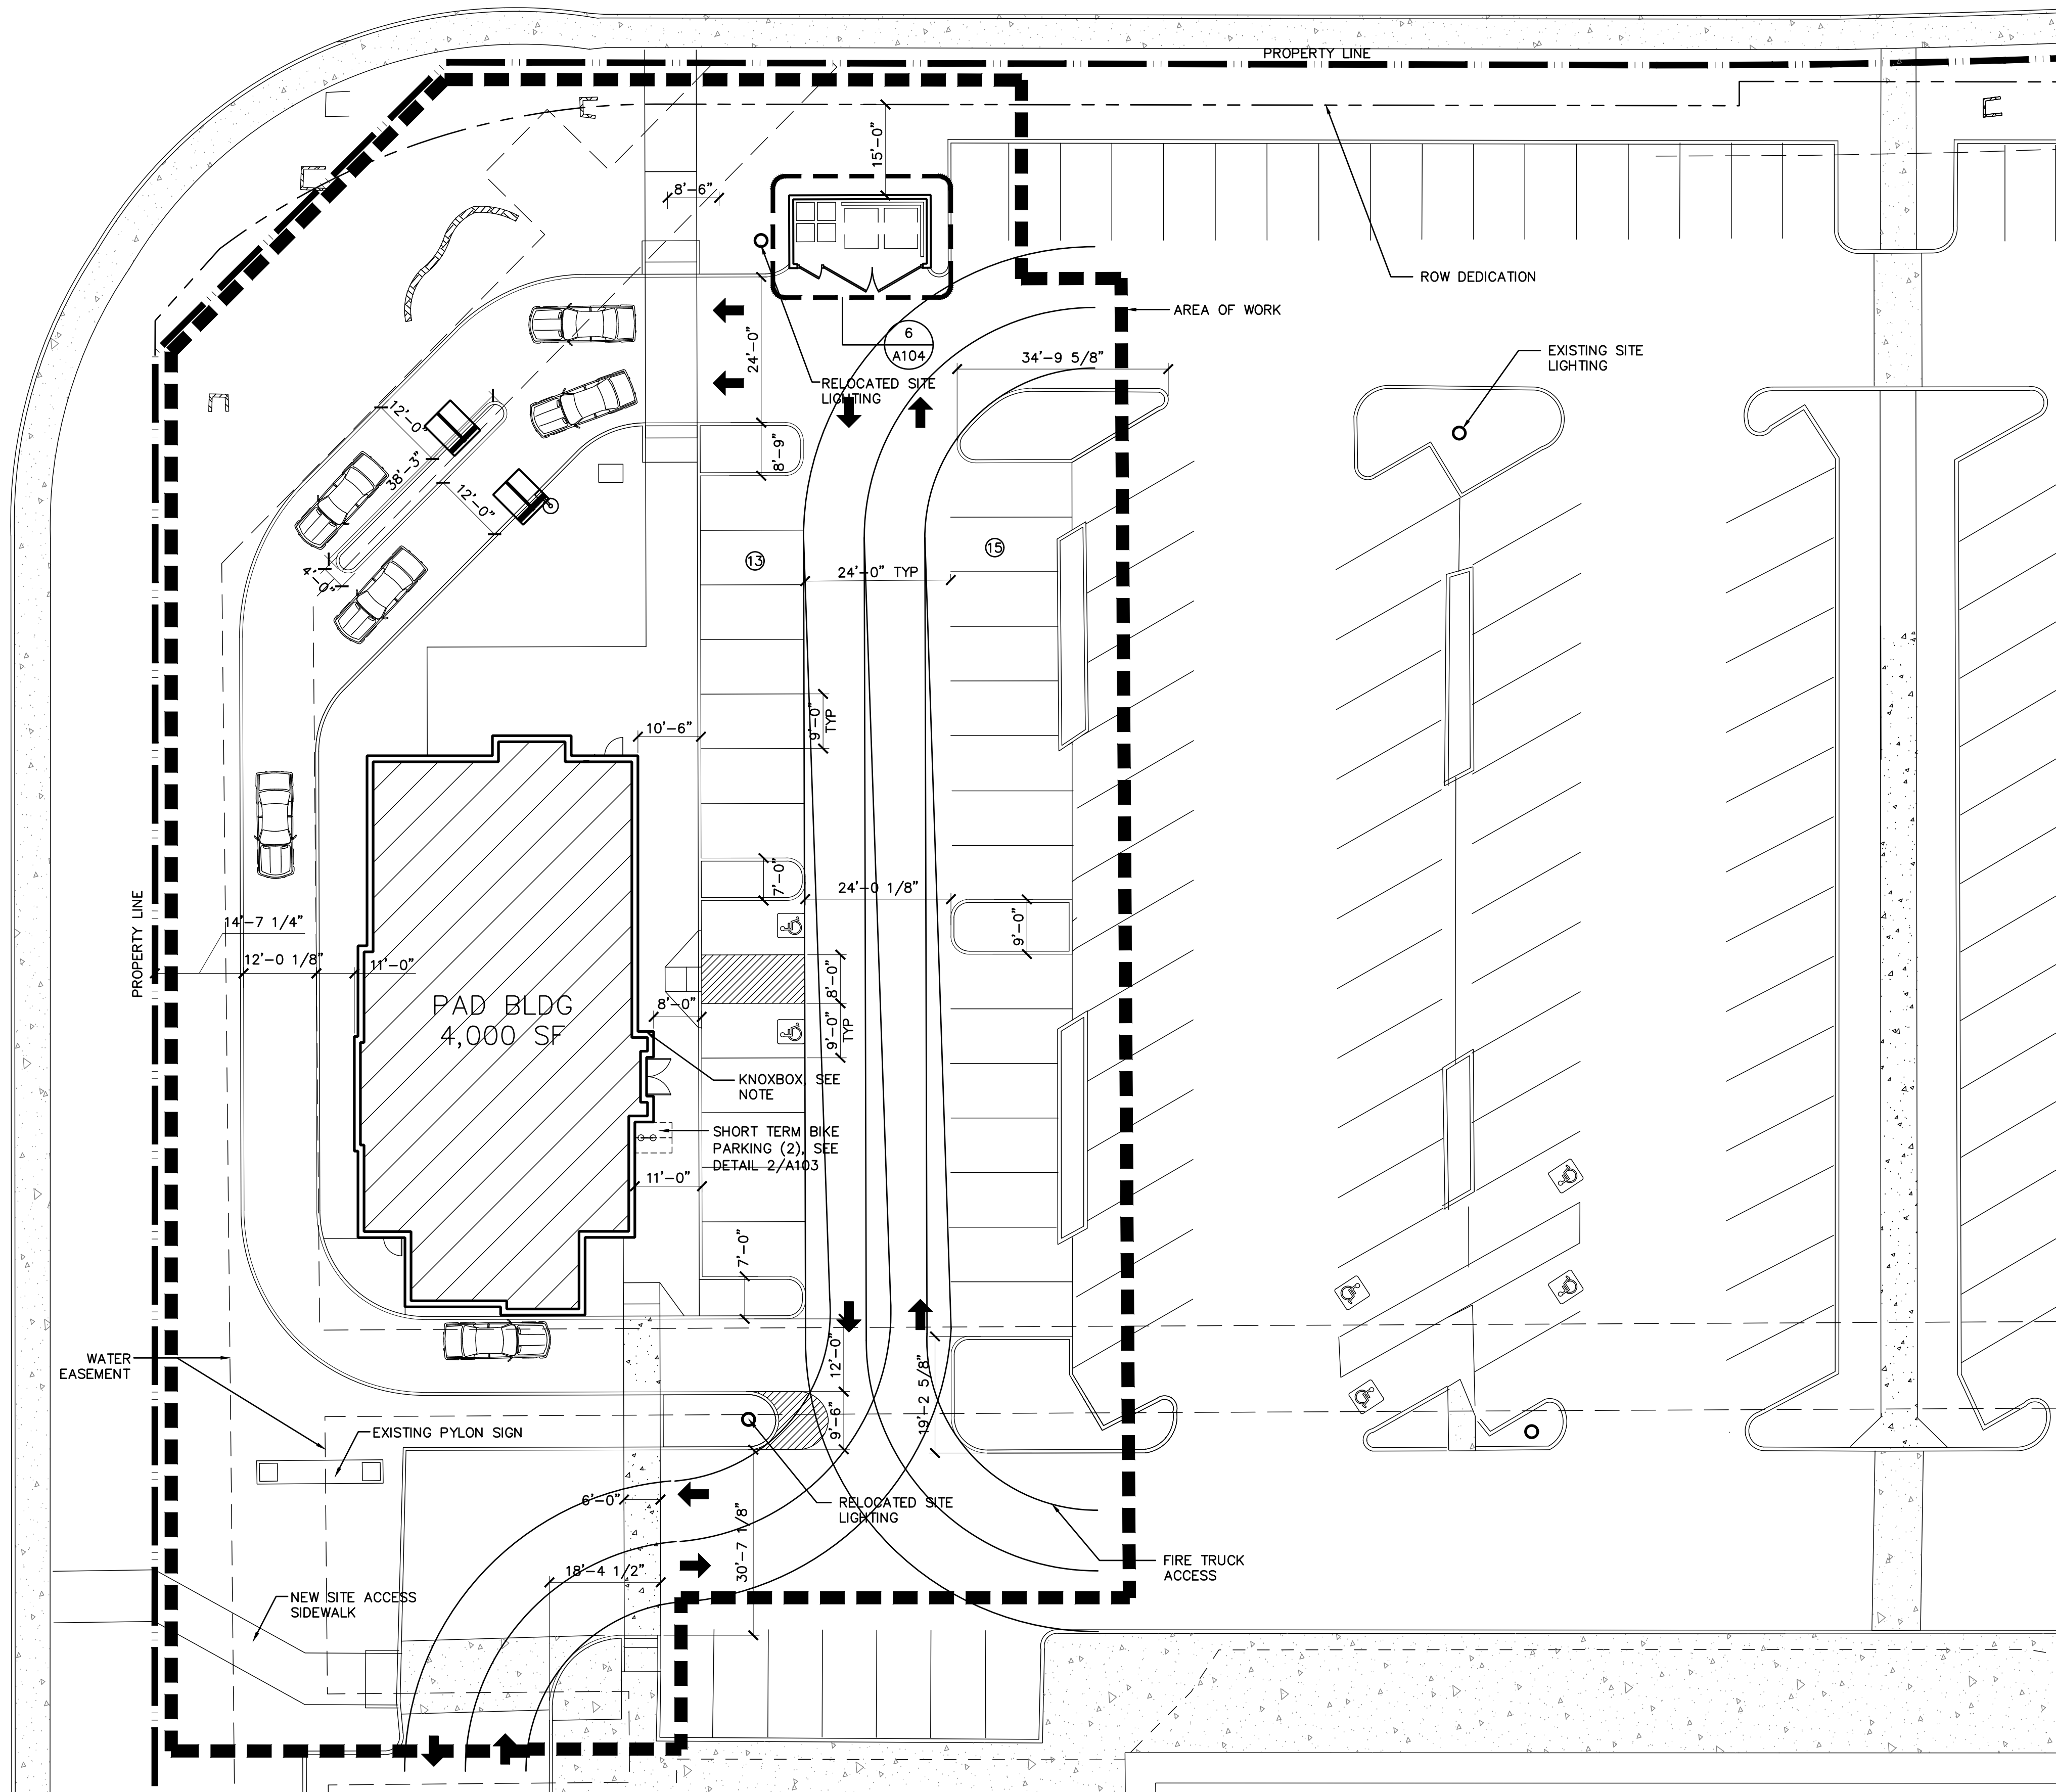 PROPERTY LINE
15'-0"
8'-6"
ROW DEDICATION
AREA OF WORK
6
A104
24'-0"
34'-9 5/8"
EXISTING SITE
LIGHTING
RELOCATED SITE
LIGHTING
12'-0"
38'-3"
12'-0"
8'-9"
4'-0"
13
15
24'-0" TYP
9'-0"
TYP
10'-6"
7'-0"
24'-0 1/8"
9'-0"
PROPERTY LINE
14'-7 1/4"
12'-0 1/8"
11'-0"
PAD BLDG
4,000 SF
8'-0"
8'-0"
9'-0"
TYP
KNOXBOX, SEE
NOTE
SHORT TERM BIKE
PARKING (2), SEE
DETAIL 2/A103
11'-0"
7'-0"
WATER
EASEMENT
12'-0"
9'-6"
19'-2 5/8"
EXISTING PYLON SIGN
6'-0"
RELOCATED SITE
LIGHTING
30'-7 1/8"
18'-4 1/2"
FIRE TRUCK
ACCESS
NEW SITE ACCESS
SIDEWALK